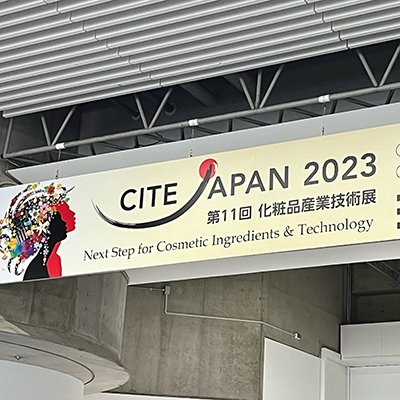 CITE JAPAN 2023
第11回 化粧品産業技術展
Next Step for Cosmetic Ingredients & Technology